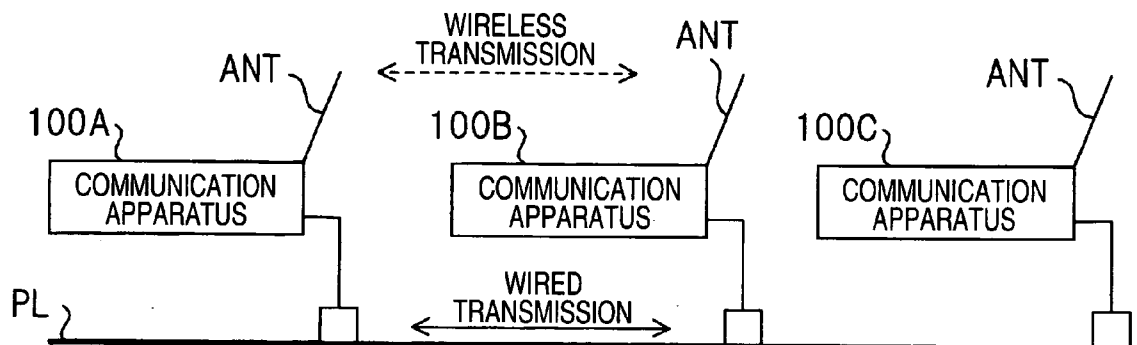 WIRELESS
TRANSMISSION
ANT
ANT
ANT
100A
100B
100C
COMMUNICATION
APPARATUS
COMMUNICATION
APPARATUS
COMMUNICATION
APPARATUS
WIRED
TRANSMISSION
PL